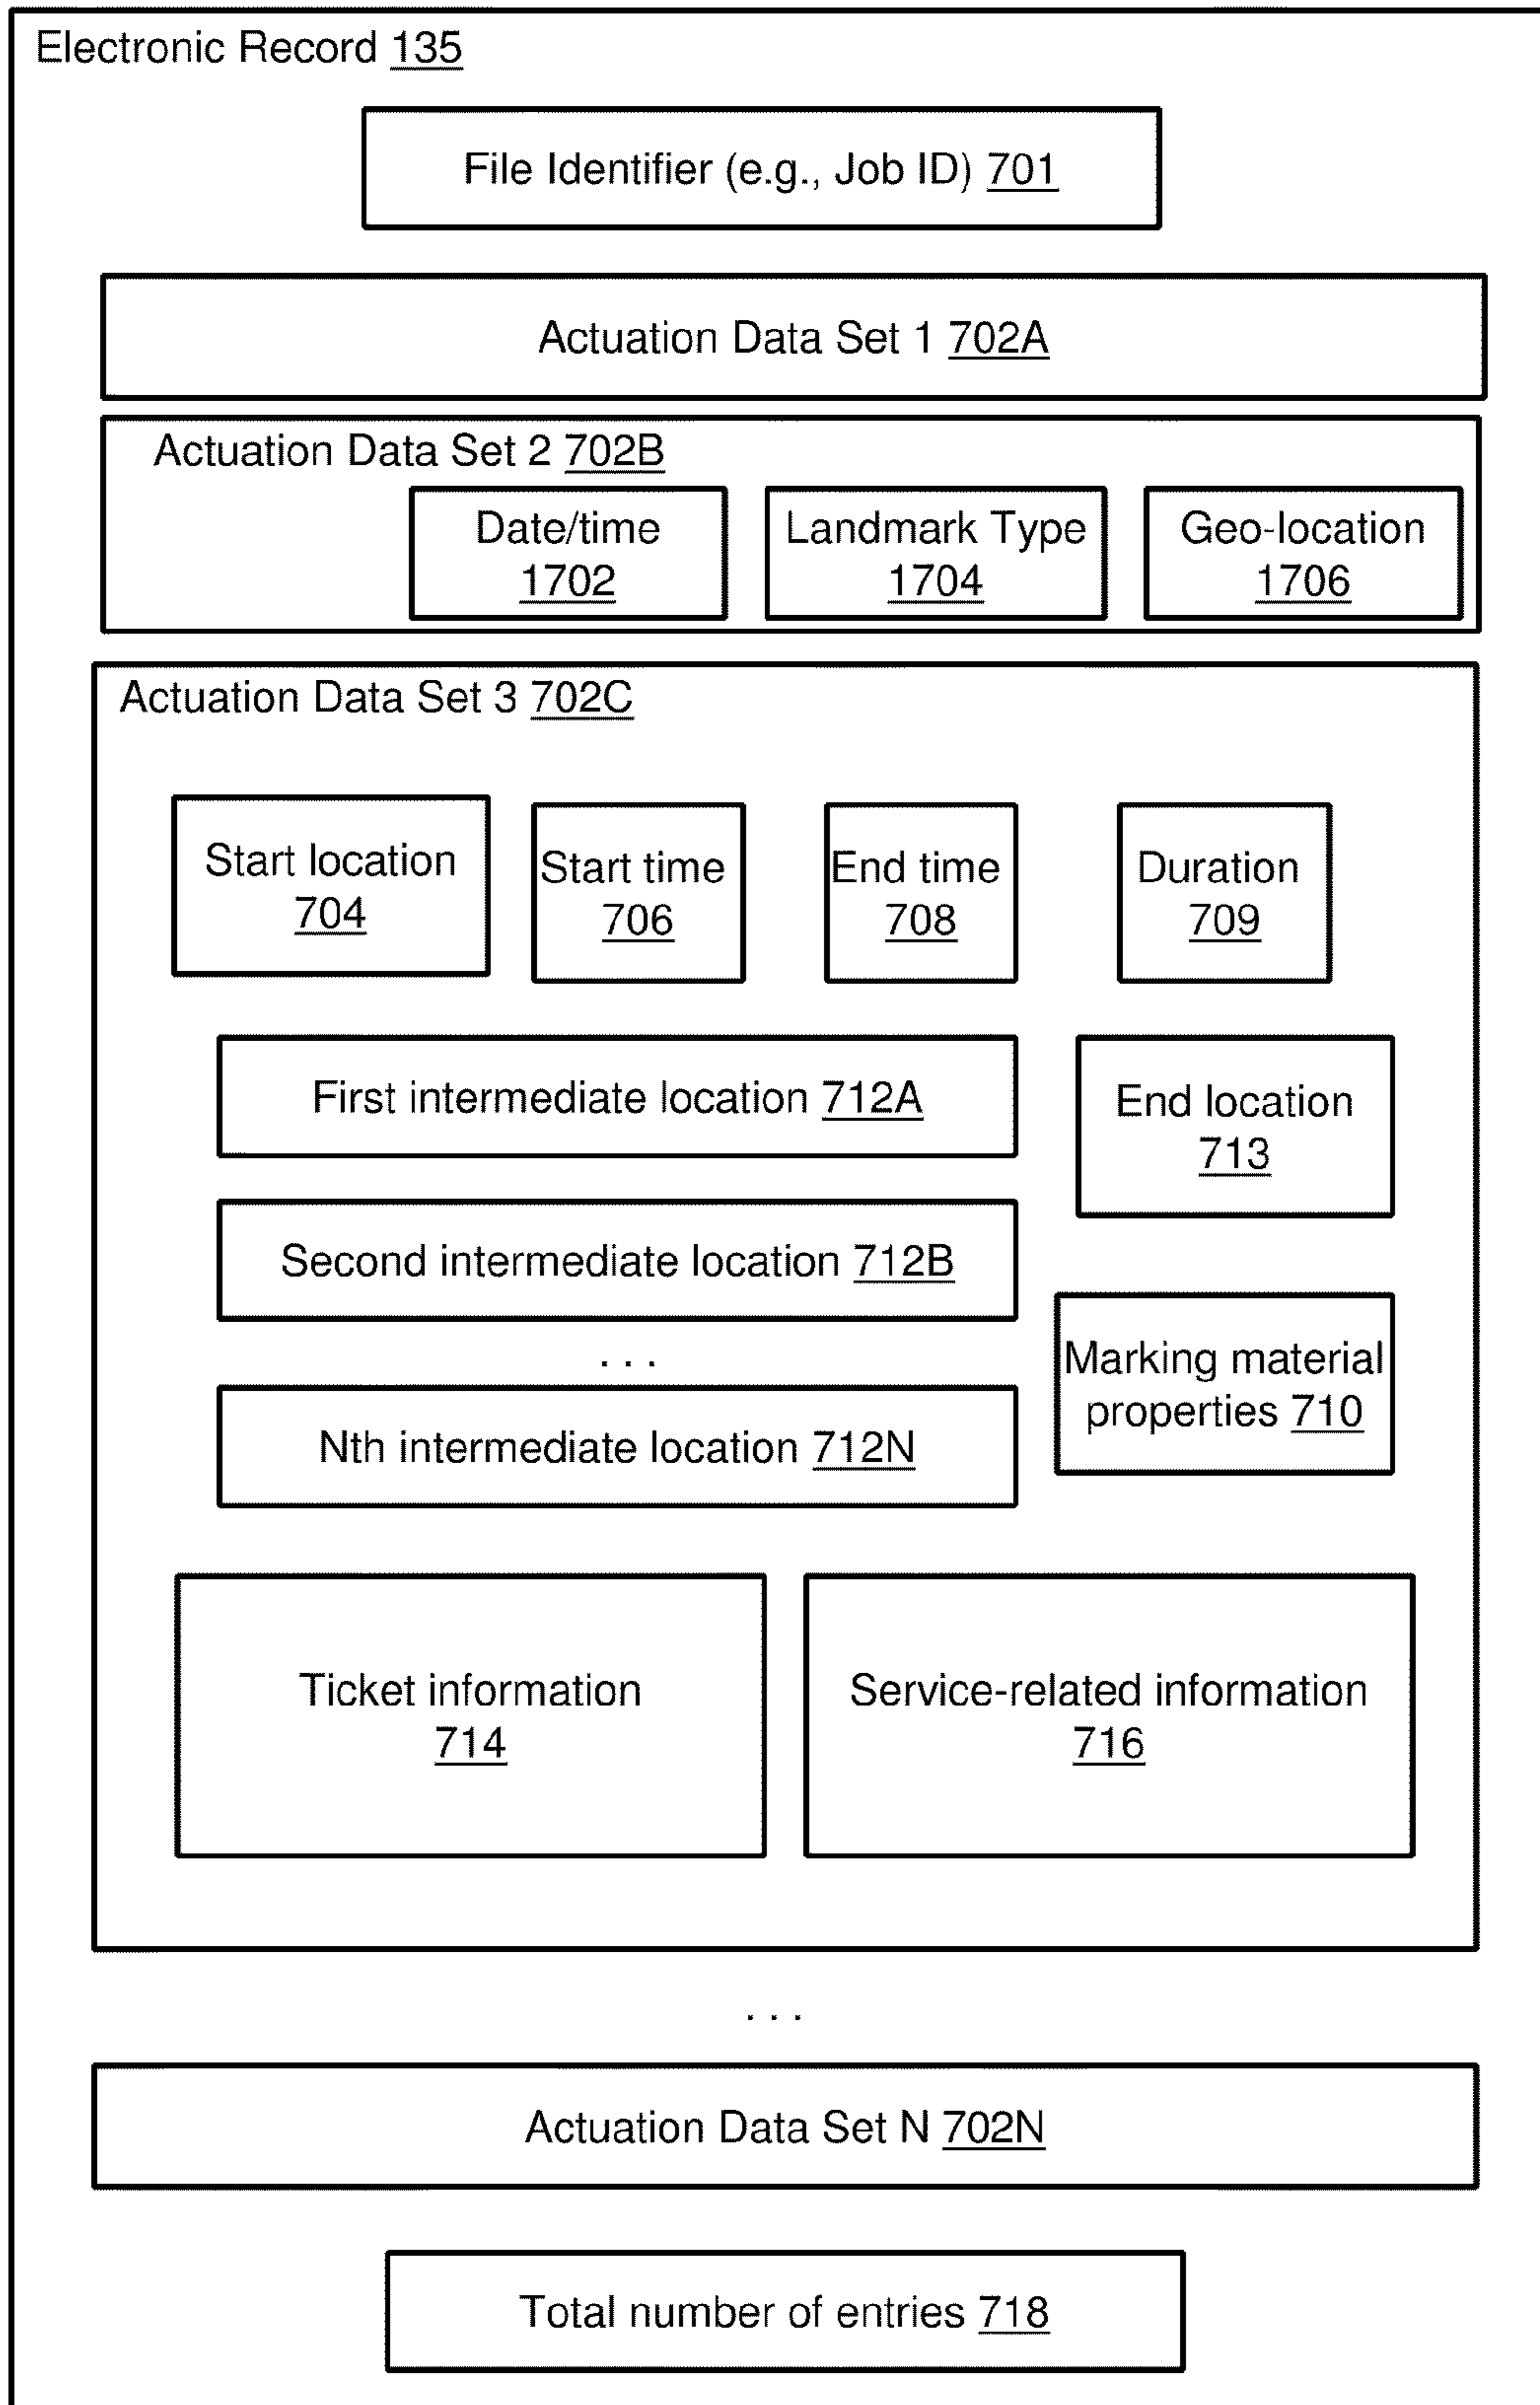 Electronic Record 135
File Identifier (e.g., Job ID) 701
Actuation Data Set 1 702A
Actuation Data Set 2 702B
Date/time
1702
Landmark Type
1704
Geo-location
1706
Actuation Data Set 3 702C
Start location
704
Start time
706
End time
708
Duration
709
First intermediate location 712A
End location
713
Second intermediate location 712B
. . .
Marking material
properties 710
Nth intermediate location 712N
Ticket information
714
Service-related information
716
. . .
Actuation Data Set N 702N
Total number of entries 718